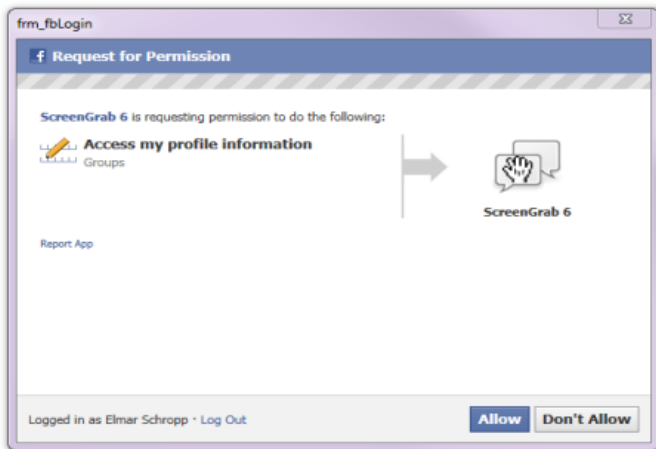 frm_fbLogin
f Request for Permission
ScreenGrab 6 is requesting permission to do the following:
Access my profile information
Groups
ScreenGrab 6
Report App
Logged in as Elmar Schropp · Log Out
Allow
Don't Allow